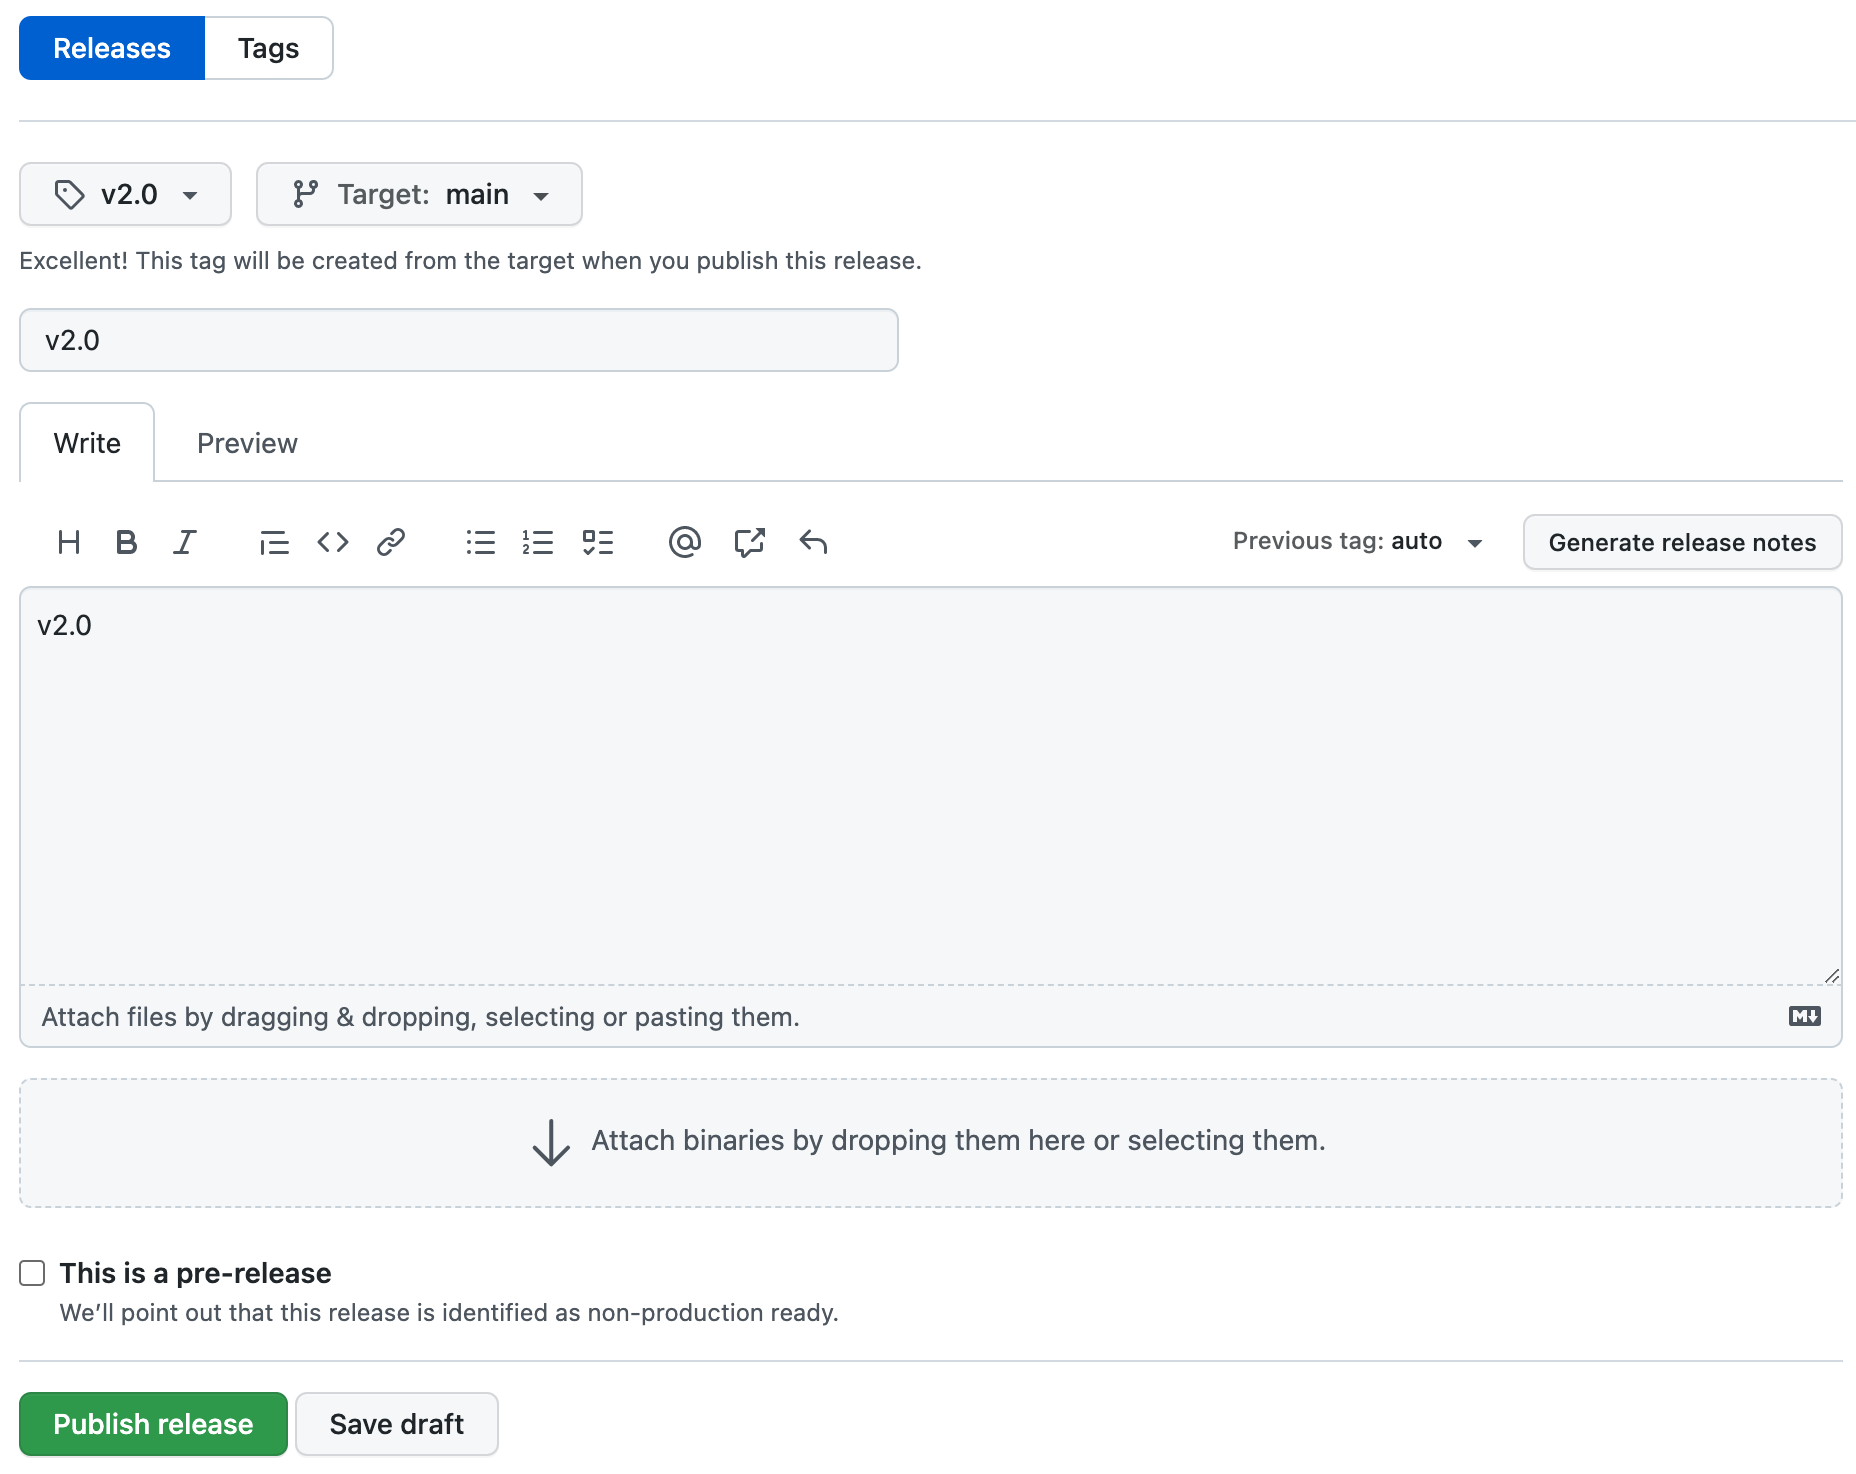 Releases Tags
v2.0 Target: main
Excellent! This tag will be created from the target when you publish this release.
v2.0
Write Preview
Previous tag: auto Generate release notes
v2.0
Attach files by dragging & dropping, selecting or pasting them.
Attach binaries by dropping them here or selecting them.
This is a pre-release
We’ll point out that this release is identified as non-production ready.
Publish release Save draft